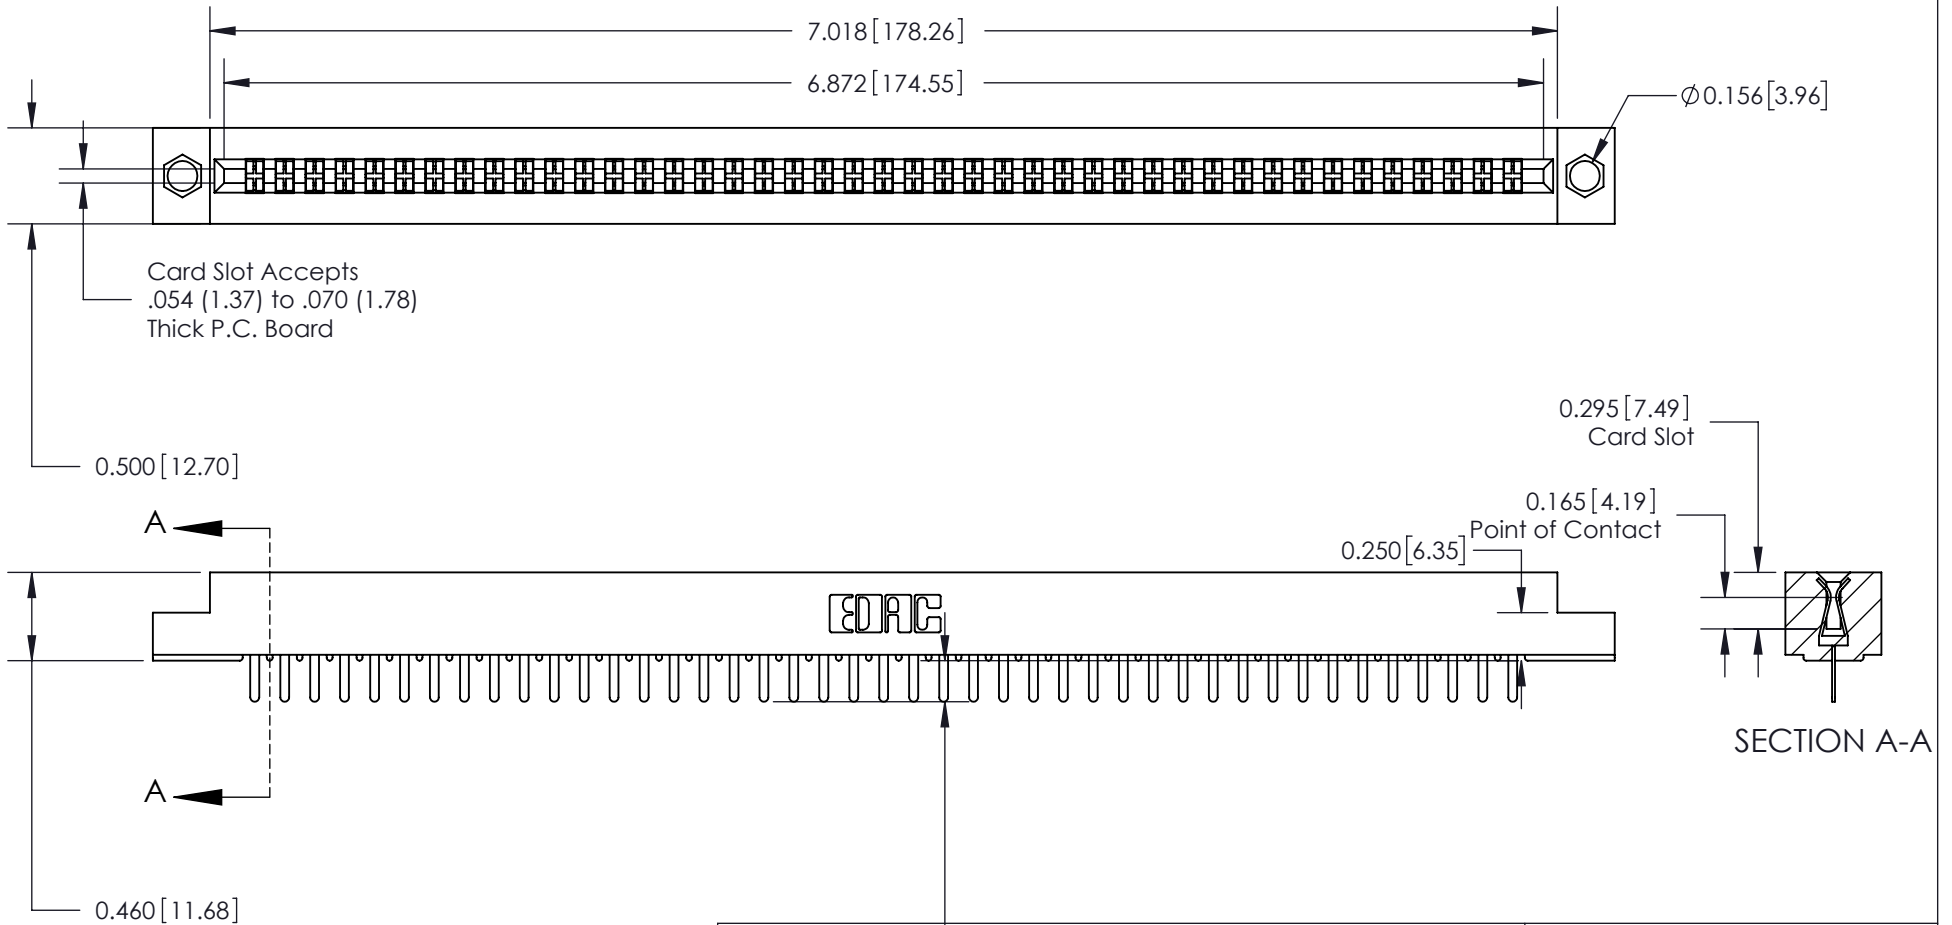 7.018[178.26]
6.872[174.55]
Ø0.156[3.96]
Card Slot Accepts
.054 (1.37) to .070 (1.78)
Thick P.C. Board
0.295[7.49]
Card Slot
0.500[12.70]
0.165[4.19]
Point of Contact
0.250[6.35]
A
EDAC
SECTION A-A
A
0.460[11.68]